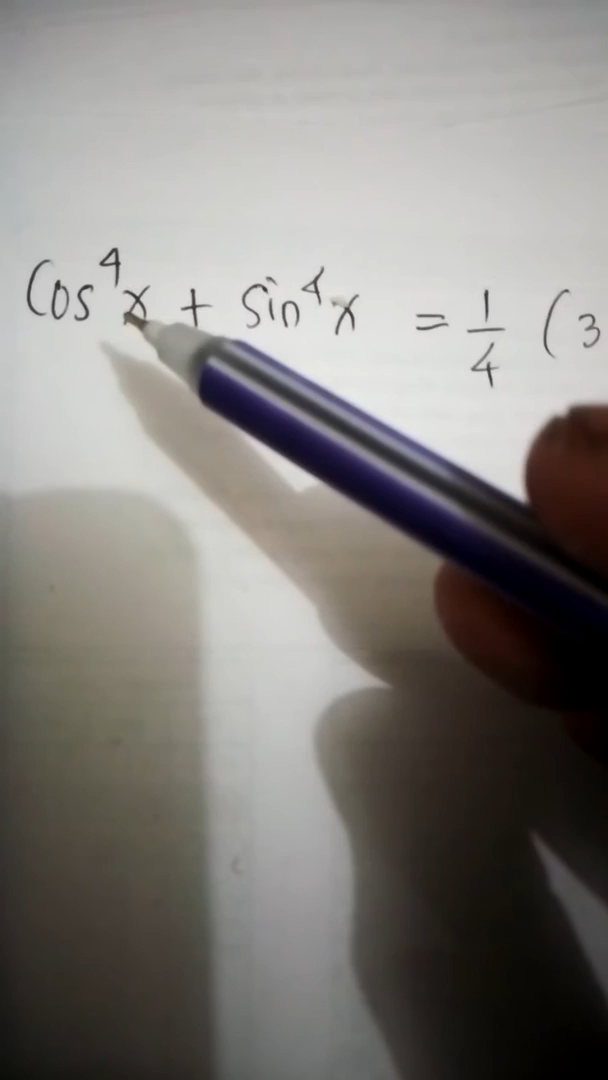 Cos⁴x + Sin⁴x = 1/4 (3